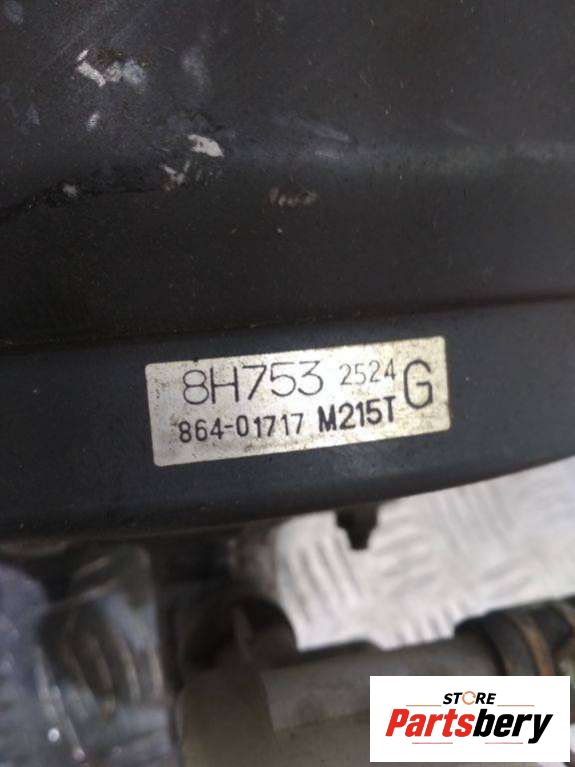 8H753 2524 G
864-01717 M215T
STORE
Partsbery